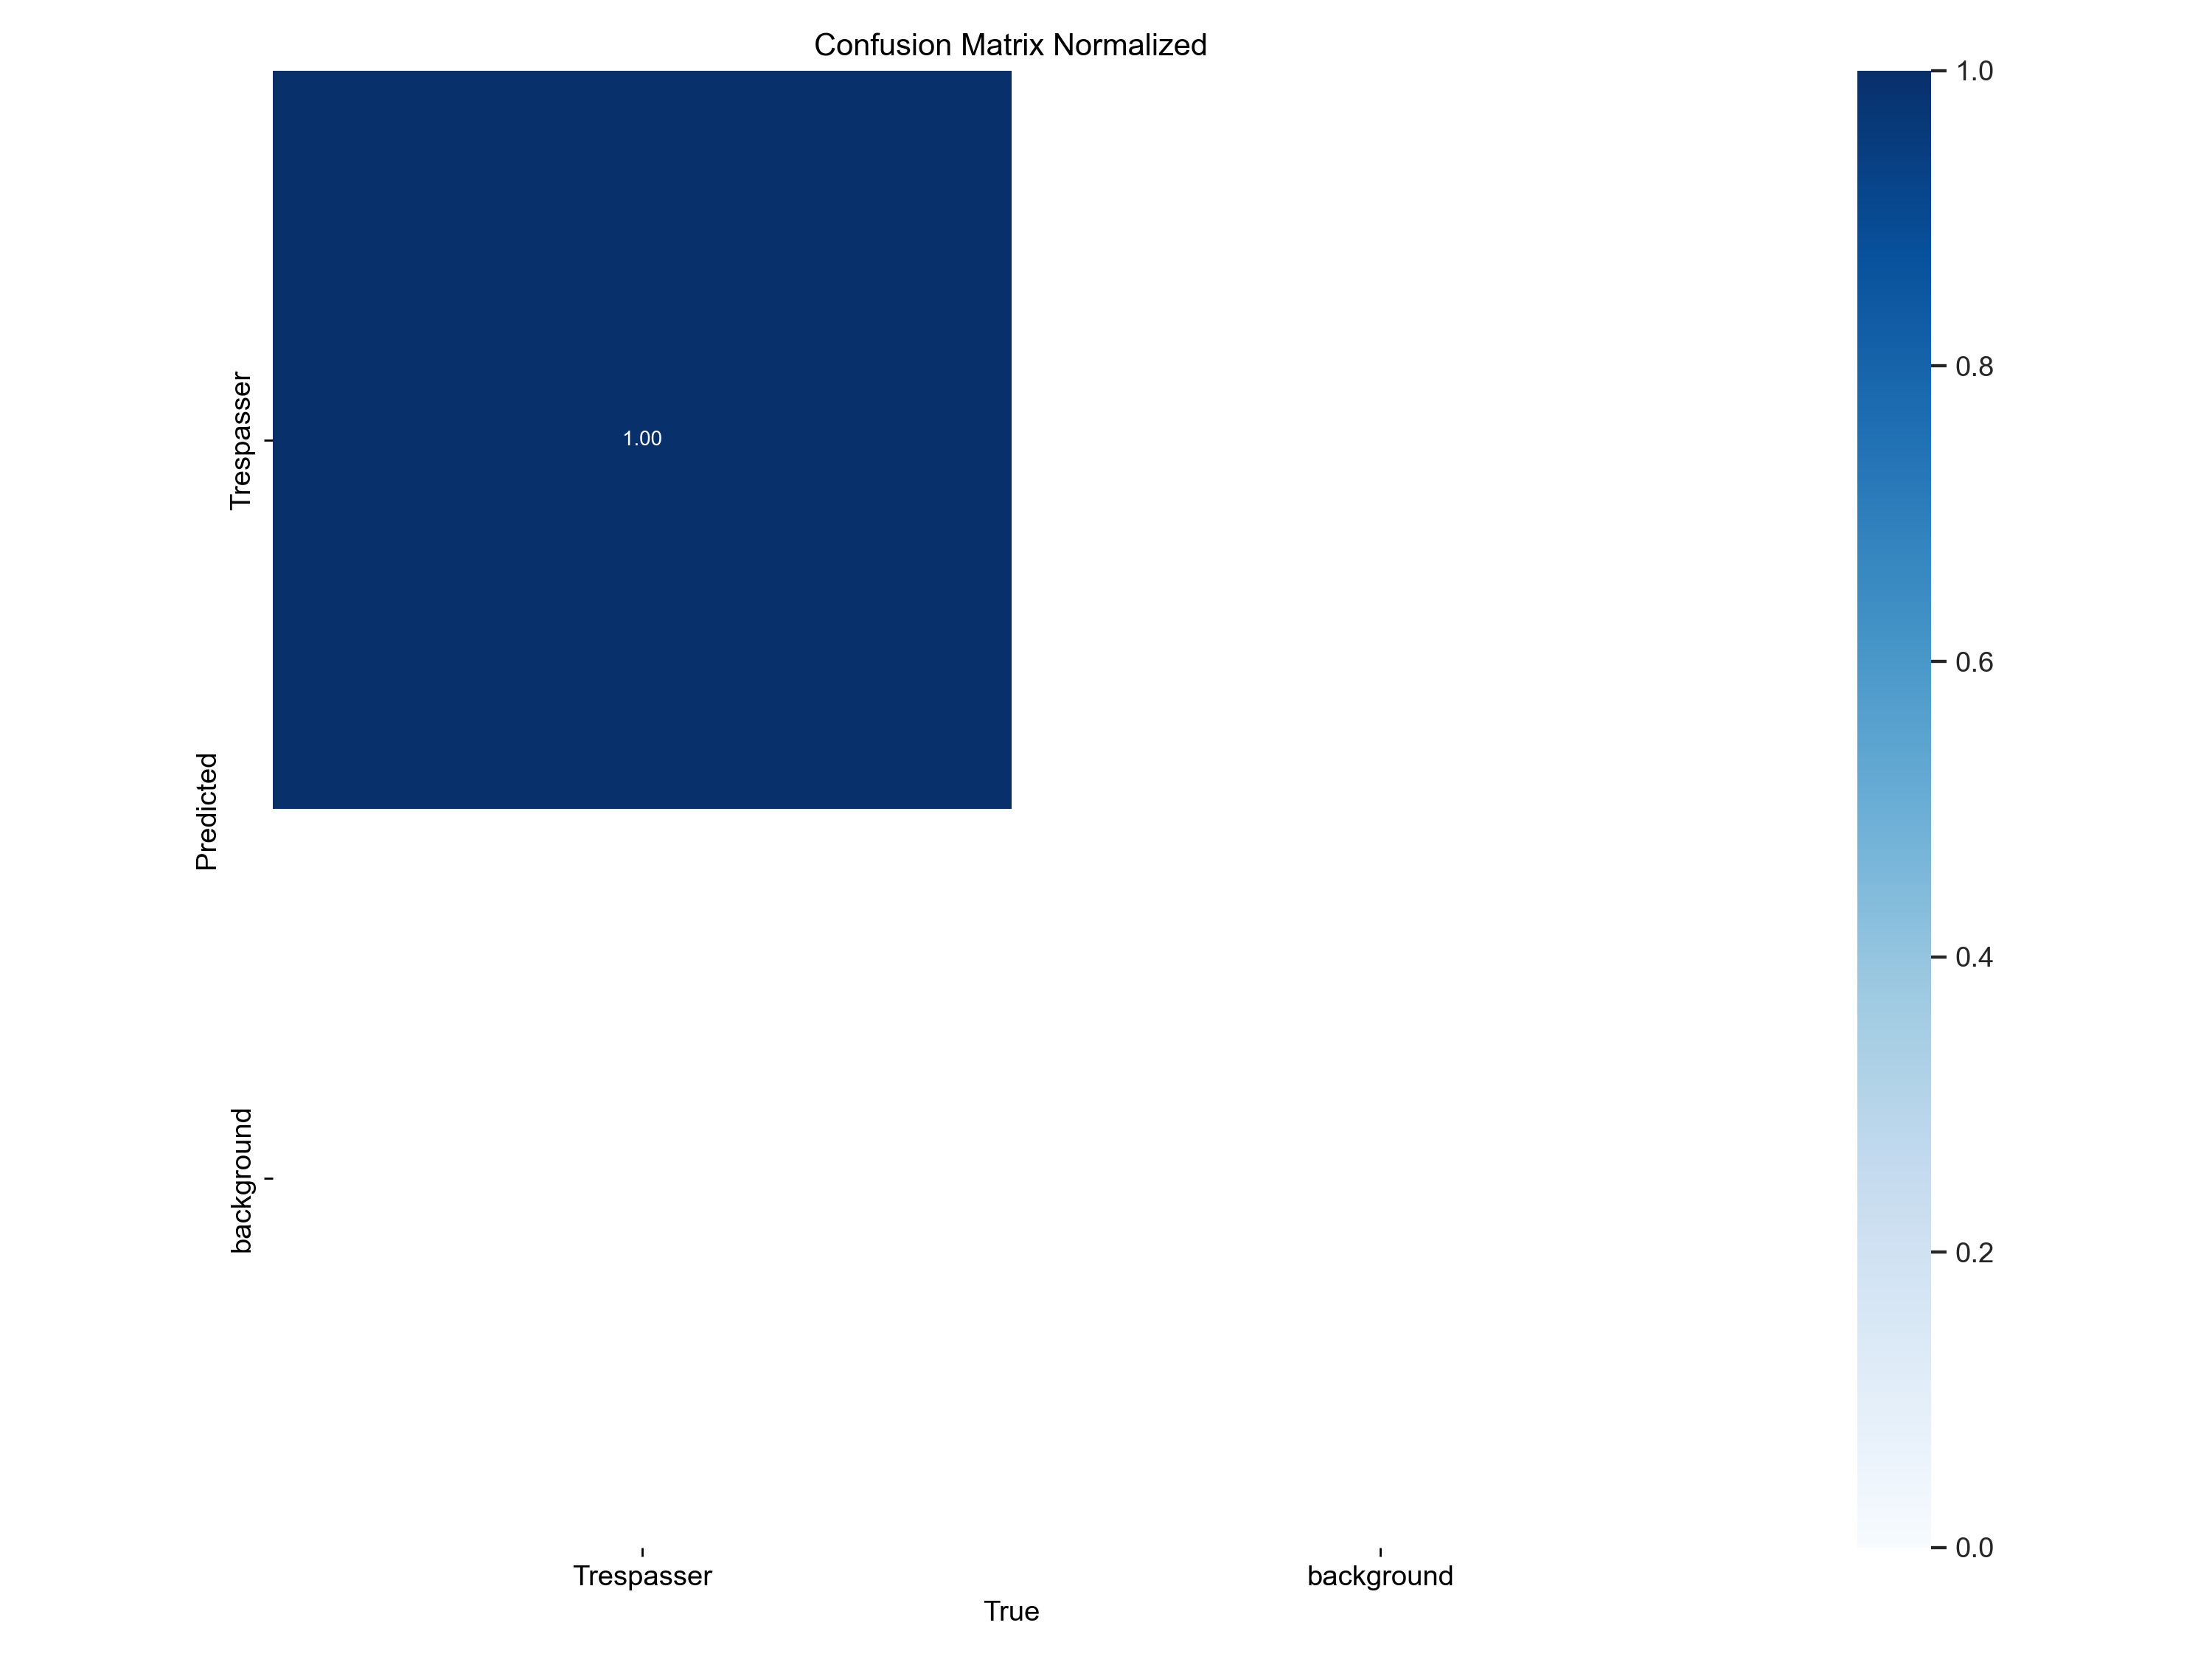 Confusion Matrix Normalized
1.0
Trespasser
1.00
0.8
0.6
Predicted
0.4
background
0.2
0.0
Trespasser
background
True